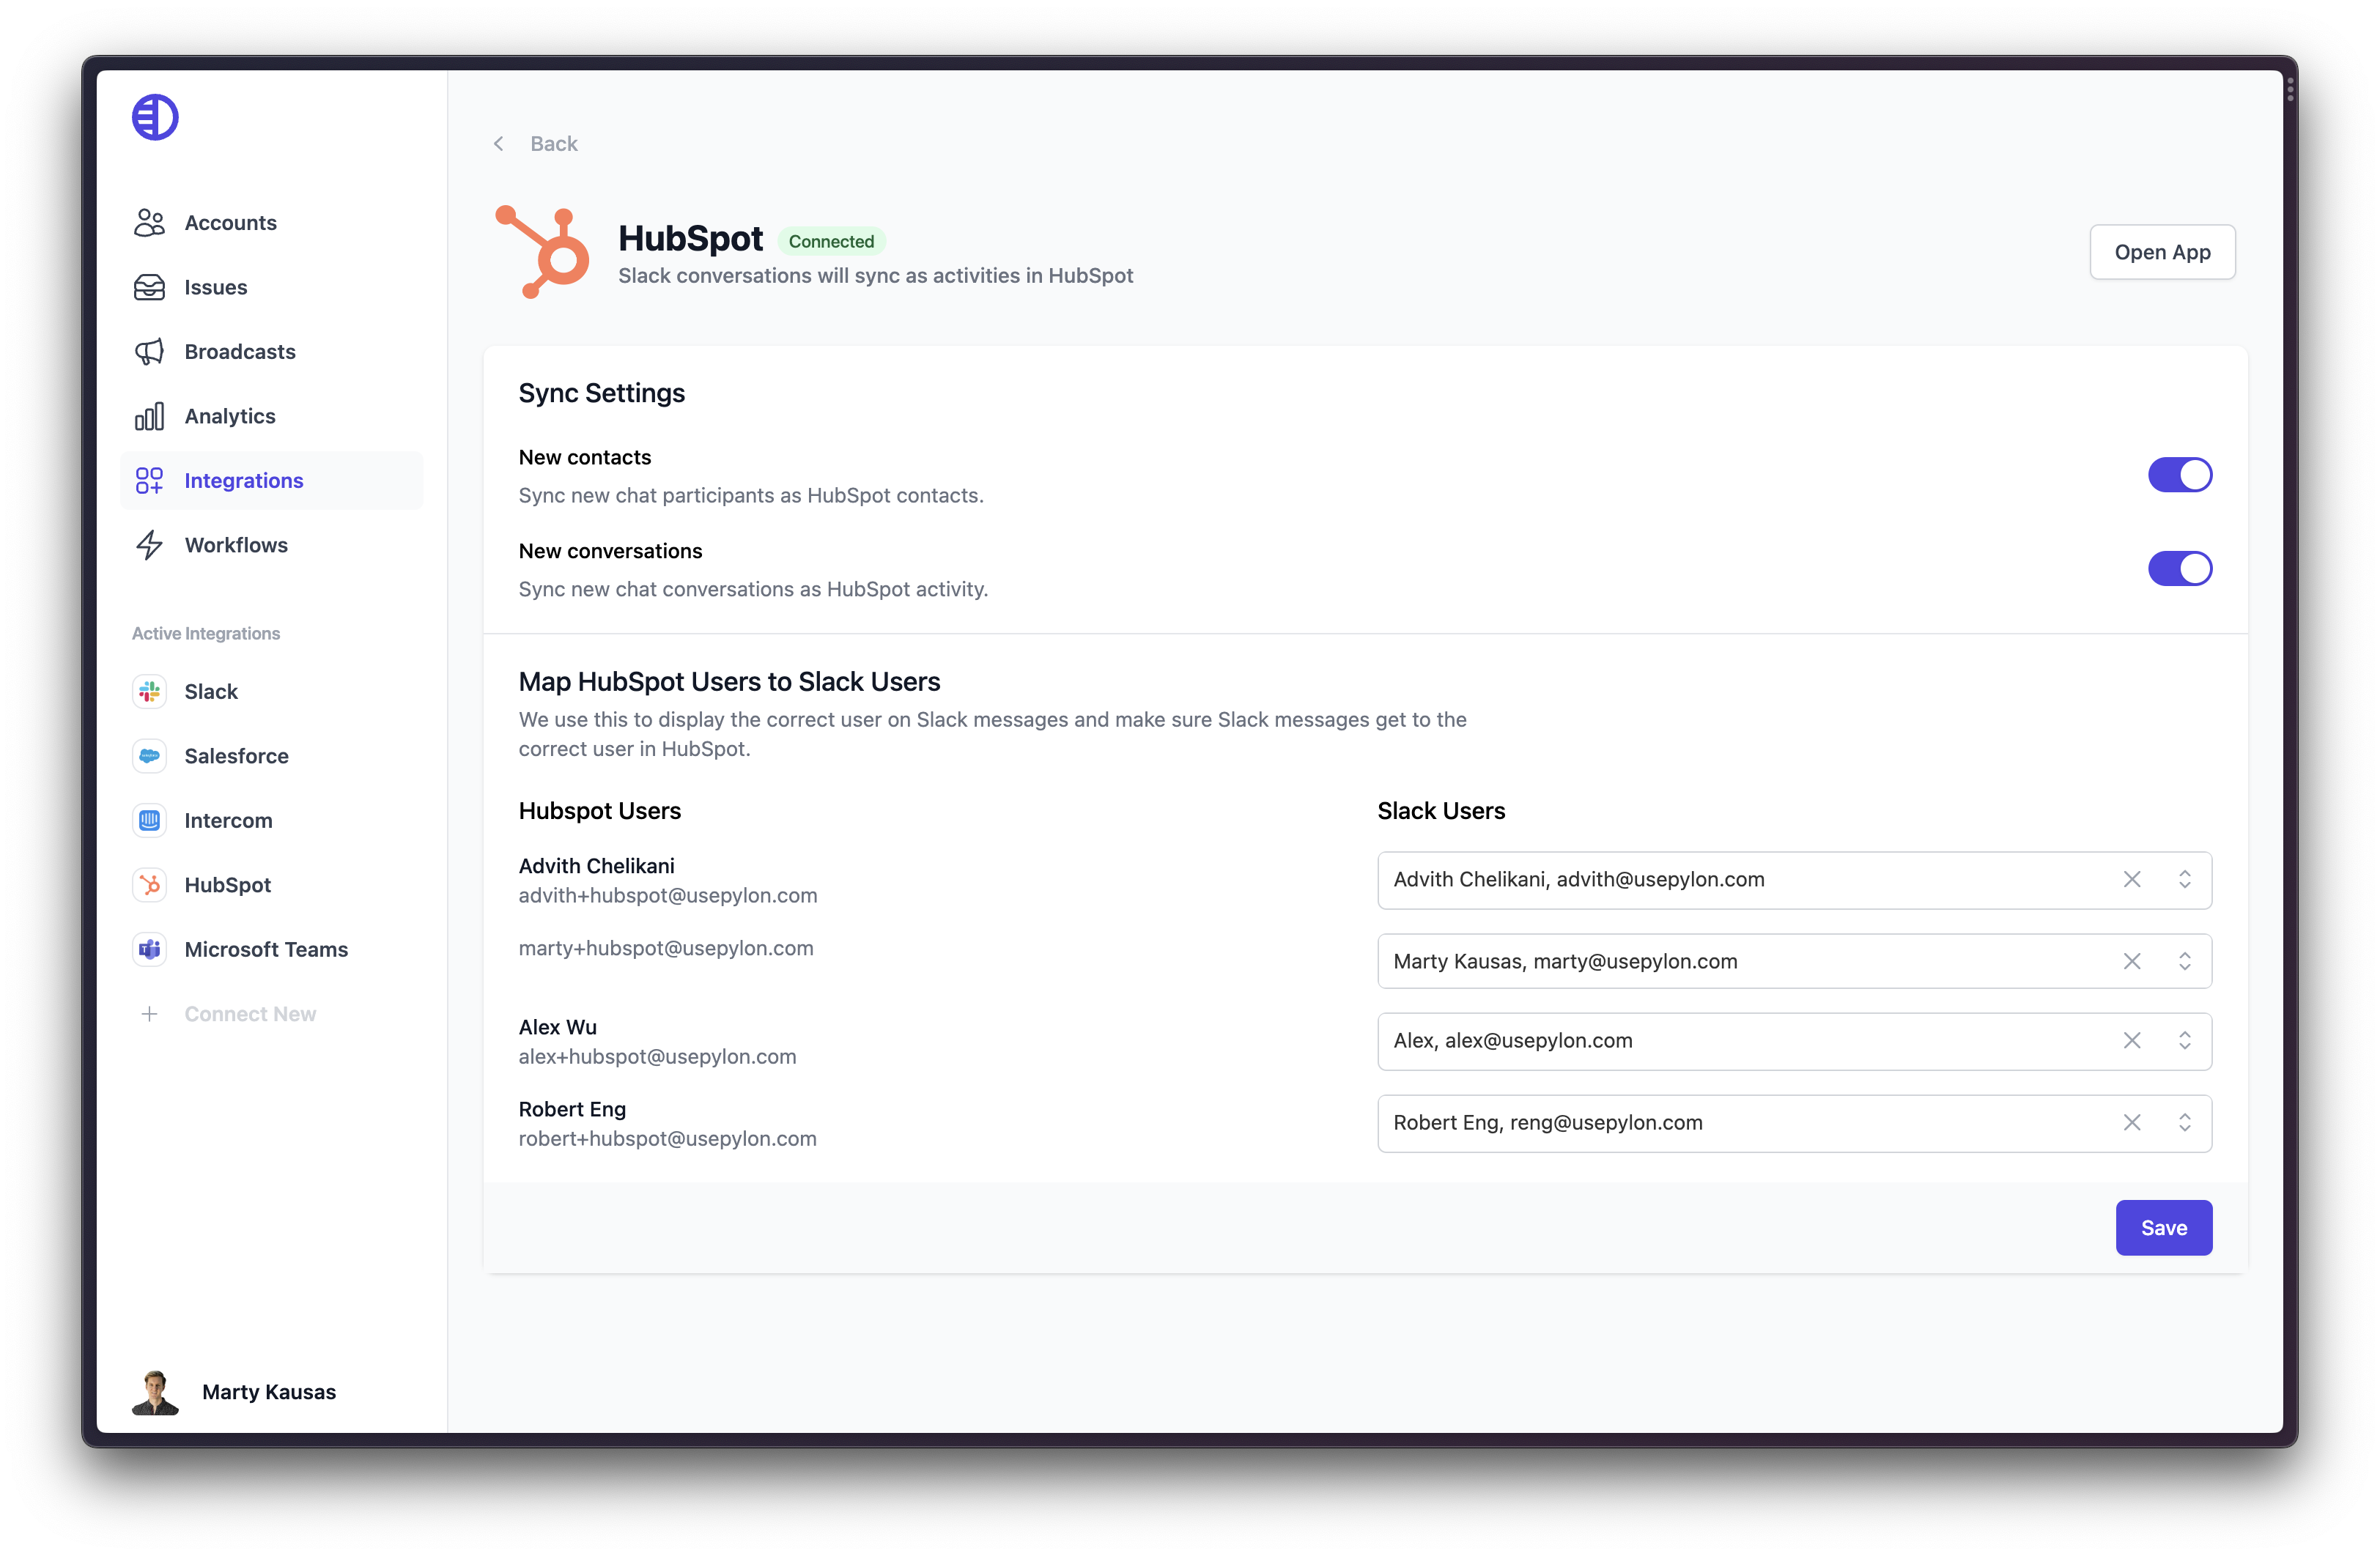 Accounts
Issues
Broadcasts
Analytics
Integrations
Workflows
Active Integrations
Slack
Salesforce
Intercom
HubSpot
Microsoft Teams
Connect New
Marty Kausas
Back
HubSpot Connected
Slack conversations will sync as activities in HubSpot
Open App
Sync Settings
New contacts
Sync new chat participants as HubSpot contacts.
New conversations
Sync new chat conversations as HubSpot activity.
Map HubSpot Users to Slack Users
We use this to display the correct user on Slack messages and make sure Slack messages get to the
correct user in HubSpot.
Hubspot Users
Slack Users
Advith Chelikani
advith+hubspot@usepylon.com
Advith Chelikani, advith@usepylon.com
marty+hubspot@usepylon.com
Marty Kausas, marty@usepylon.com
Alex Wu
alex+hubspot@usepylon.com
Alex, alex@usepylon.com
Robert Eng
robert+hubspot@usepylon.com
Robert Eng, reng@usepylon.com
Save